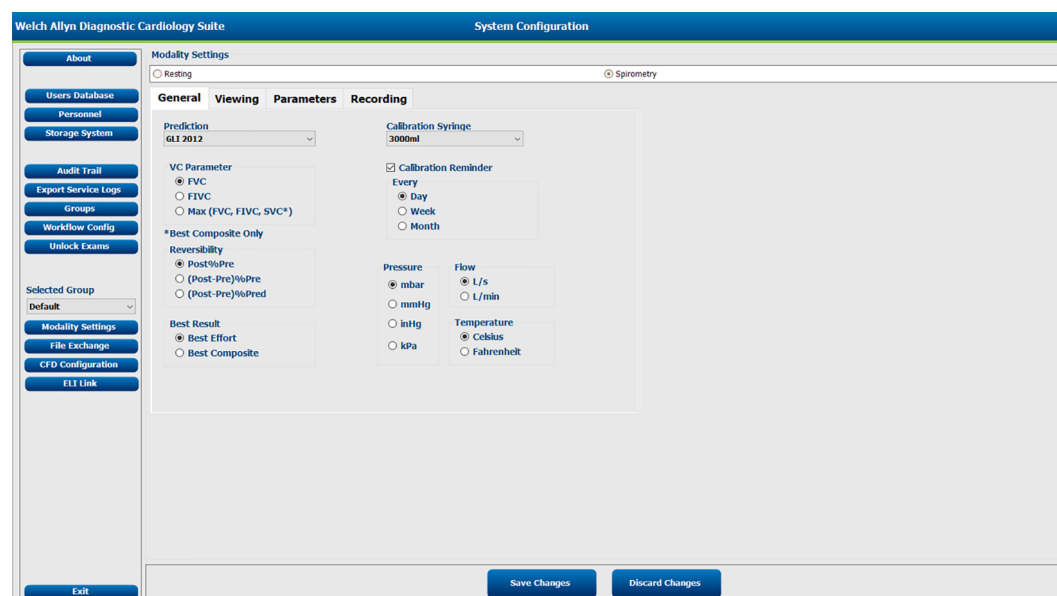 Welch Allyn Diagnostic Cardiology Suite
System Configuration
About
Users Database
Personnel
Storage System
Audit Trail
Export Service Logs
Groups
Workflow Config
Unlock Exams
Selected Group
Default
Modality Settings
File Exchange
CFD Configuration
ELI Link
Exit
Modality Settings
Resting
Spirometry
General Viewing Parameters Recording
Prediction
GLI 2012
VC Parameter
FVC
FIVC
Max (FVC, FIVC, SVC*)
*Best Composite Only
Reversibility
Post%Pre
(Post-Pre)%Pre
(Post-Pre)%Pred
Best Result
Best Effort
Best Composite
Calibration Syringe
3000ml
Calibration Reminder
Every
Day
Week
Month
Pressure
mbar
mmHg
inHg
kPa
Flow
L/s
L/min
Temperature
Celsius
Fahrenheit
Save Changes
Discard Changes